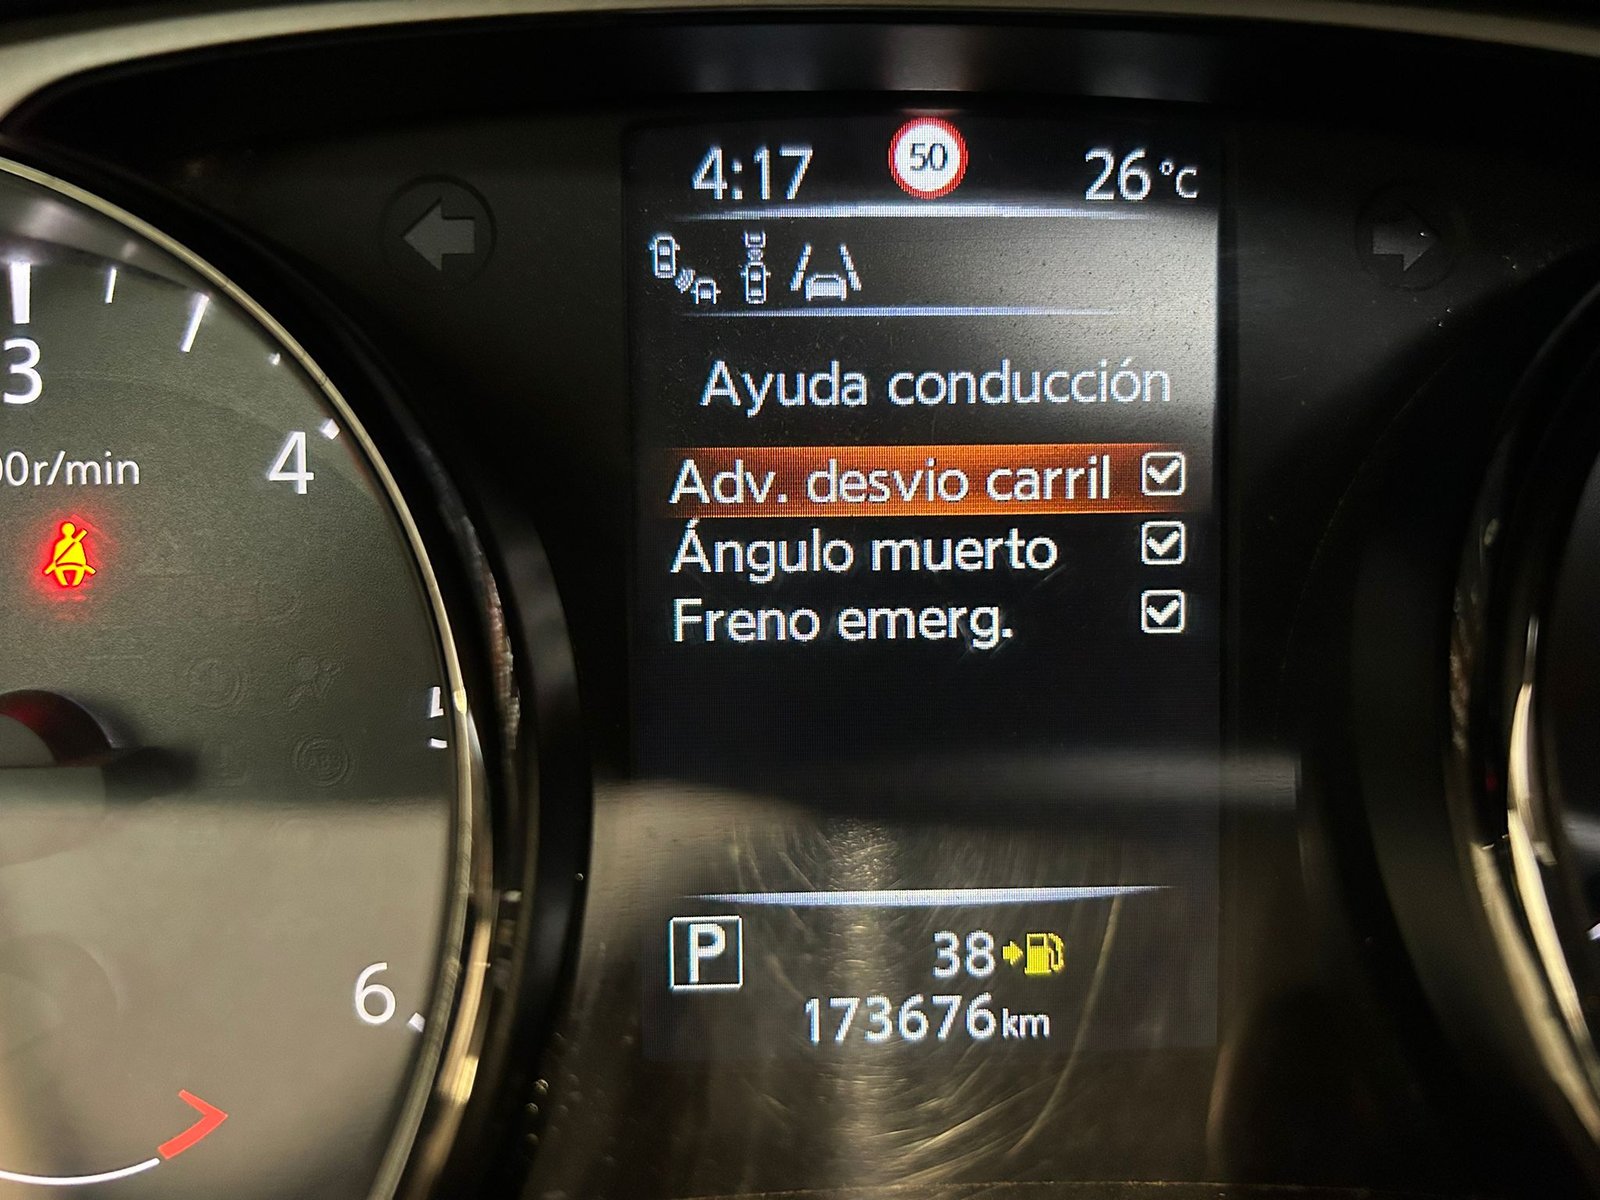 4:17 50 26°C
Ayuda conducción
Adv. desvio carril
Ángulo muerto
Freno emerg.
P 38
173676km
3
4
r/min
5
6